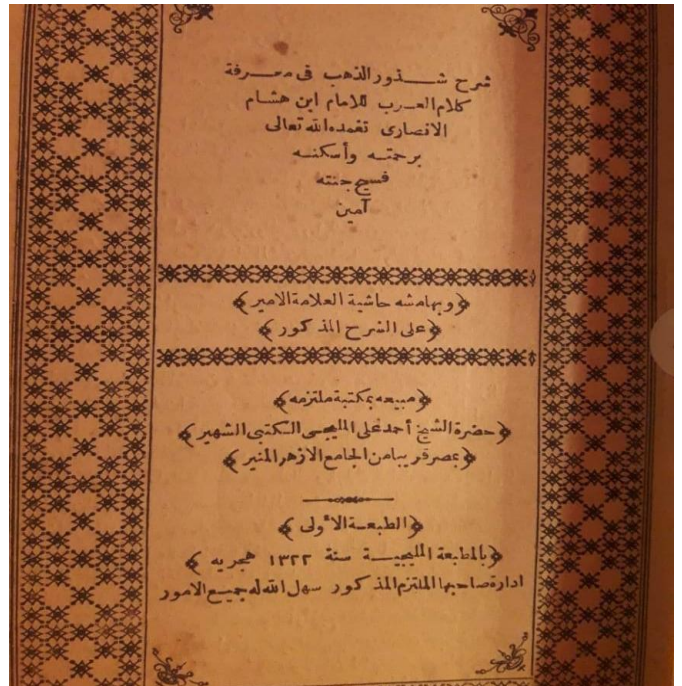 شرح شذور الذهب فى معرفة
كلام العرب للامام ابن هشام
الانصارى تغمده الله تعالى
برحمته وأسكنه
فسيح جنته
آمين
﴿وبهامشه حاشية العلامة الامير﴾
﴿على الشرح المذكور﴾
﴿مبيعه بمكتبة ملتزمه﴾
﴿حضرة الشيخ أحمد على المليجى الكتبى الشهير﴾
﴿بمصر قريبا من الجامع الازهر المنير﴾
﴿الطبعة الأولى﴾
﴿بالمطبعة المليجية سنة ١٣٢٢ هجريه﴾
ادارة صاحبها الملتزم المذكور سهل الله له جميع الامور